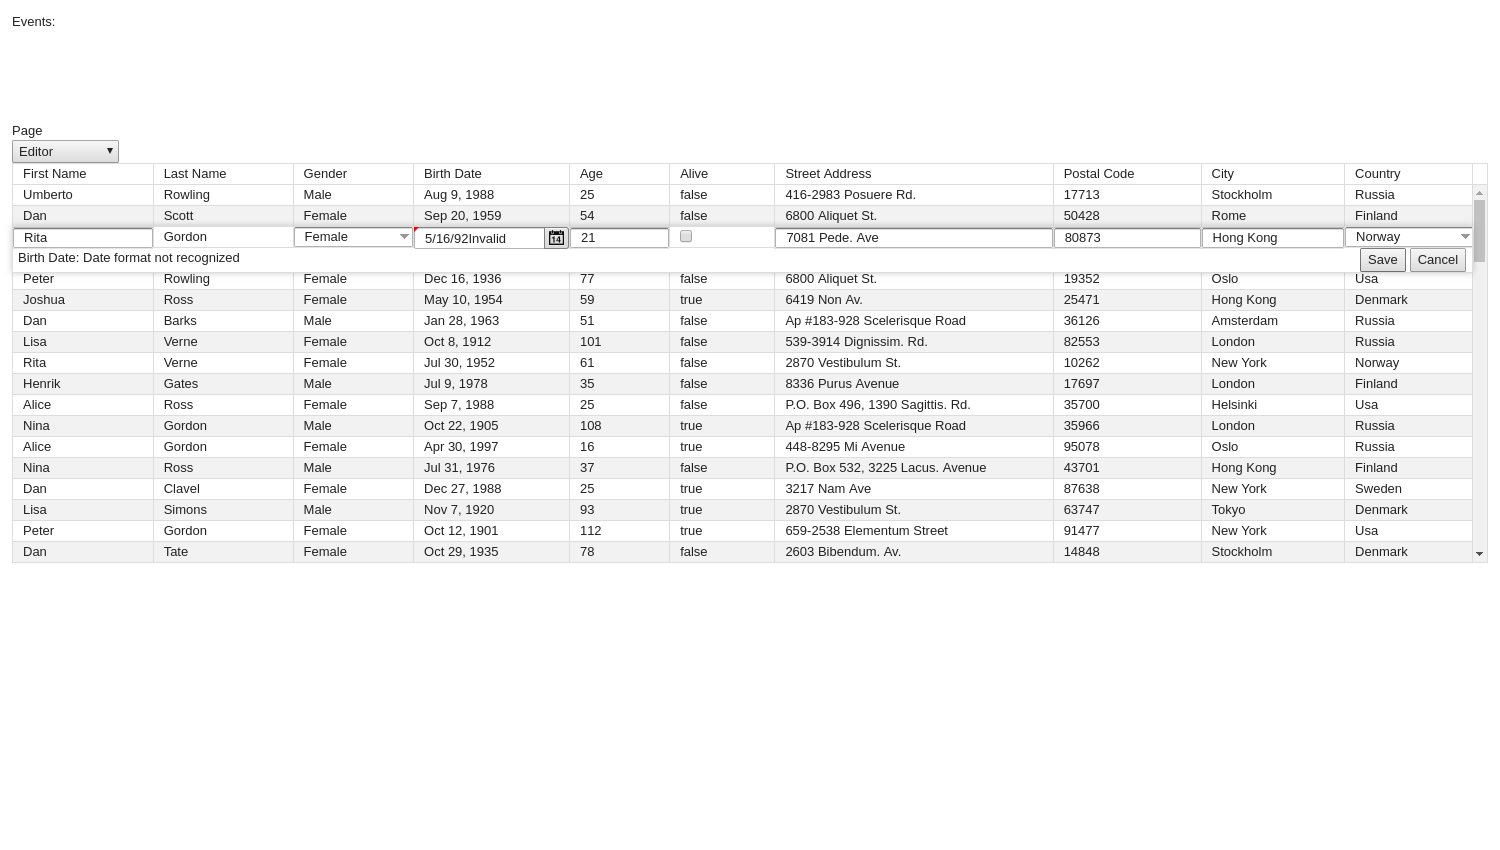 Events:
Page
Editor
First Name Last Name Gender Birth Date Age Alive Street Address Postal Code City Country
Umberto Rowling Male Aug 9, 1988 25 false 416-2983 Posuere Rd. 17713 Stockholm Russia
Dan Scott Female Sep 20, 1959 54 false 6800 Aliquet St. 50428 Rome Finland
Rita Gordon Female 5/16/92Invalid 14 21 7081 Pede. Ave 80873 Hong Kong Norway
Birth Date: Date format not recognized Save Cancel
Peter Rowling Female Dec 16, 1936 77 false 6800 Aliquet St. 19352 Oslo Usa
Joshua Ross Female May 10, 1954 59 true 6419 Non Av. 25471 Hong Kong Denmark
Dan Barks Male Jan 28, 1963 51 false Ap #183-928 Scelerisque Road 36126 Amsterdam Russia
Lisa Verne Female Oct 8, 1912 101 false 539-3914 Dignissim. Rd. 82553 London Russia
Rita Verne Female Jul 30, 1952 61 false 2870 Vestibulum St. 10262 New York Norway
Henrik Gates Male Jul 9, 1978 35 false 8336 Purus Avenue 17697 London Finland
Alice Ross Female Sep 7, 1988 25 false P.O. Box 496, 1390 Sagittis. Rd. 35700 Helsinki Usa
Nina Gordon Male Oct 22, 1905 108 true Ap #183-928 Scelerisque Road 35966 London Russia
Alice Gordon Female Apr 30, 1997 16 true 448-8295 Mi Avenue 95078 Oslo Russia
Nina Ross Male Jul 31, 1976 37 false P.O. Box 532, 3225 Lacus. Avenue 43701 Hong Kong Finland
Dan Clavel Female Dec 27, 1988 25 true 3217 Nam Ave 87638 New York Sweden
Lisa Simons Male Nov 7, 1920 93 true 2870 Vestibulum St. 63747 Tokyo Denmark
Peter Gordon Female Oct 12, 1901 112 true 659-2538 Elementum Street 91477 New York Usa
Dan Tate Female Oct 29, 1935 78 false 2603 Bibendum. Av. 14848 Stockholm Denmark